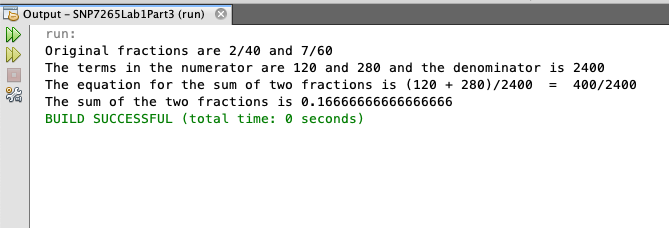 Output – SNP7265Lab1Part3 (run)
run:
Original fractions are 2/40 and 7/60
The terms in the numerator are 120 and 280 and the denominator is 2400
The equation for the sum of two fractions is (120 + 280)/2400  =  400/2400
The sum of the two fractions is 0.16666666666666666
BUILD SUCCESSFUL (total time: 0 seconds)